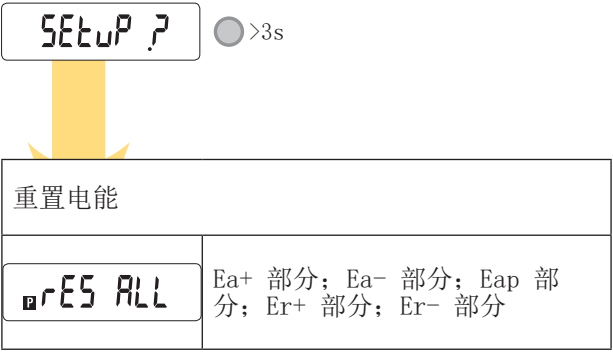 SEtuP ?
>3s
重置电能
P rES ALL
Ea+ 部分；Ea- 部分；Eap 部
分；Er+ 部分；Er- 部分